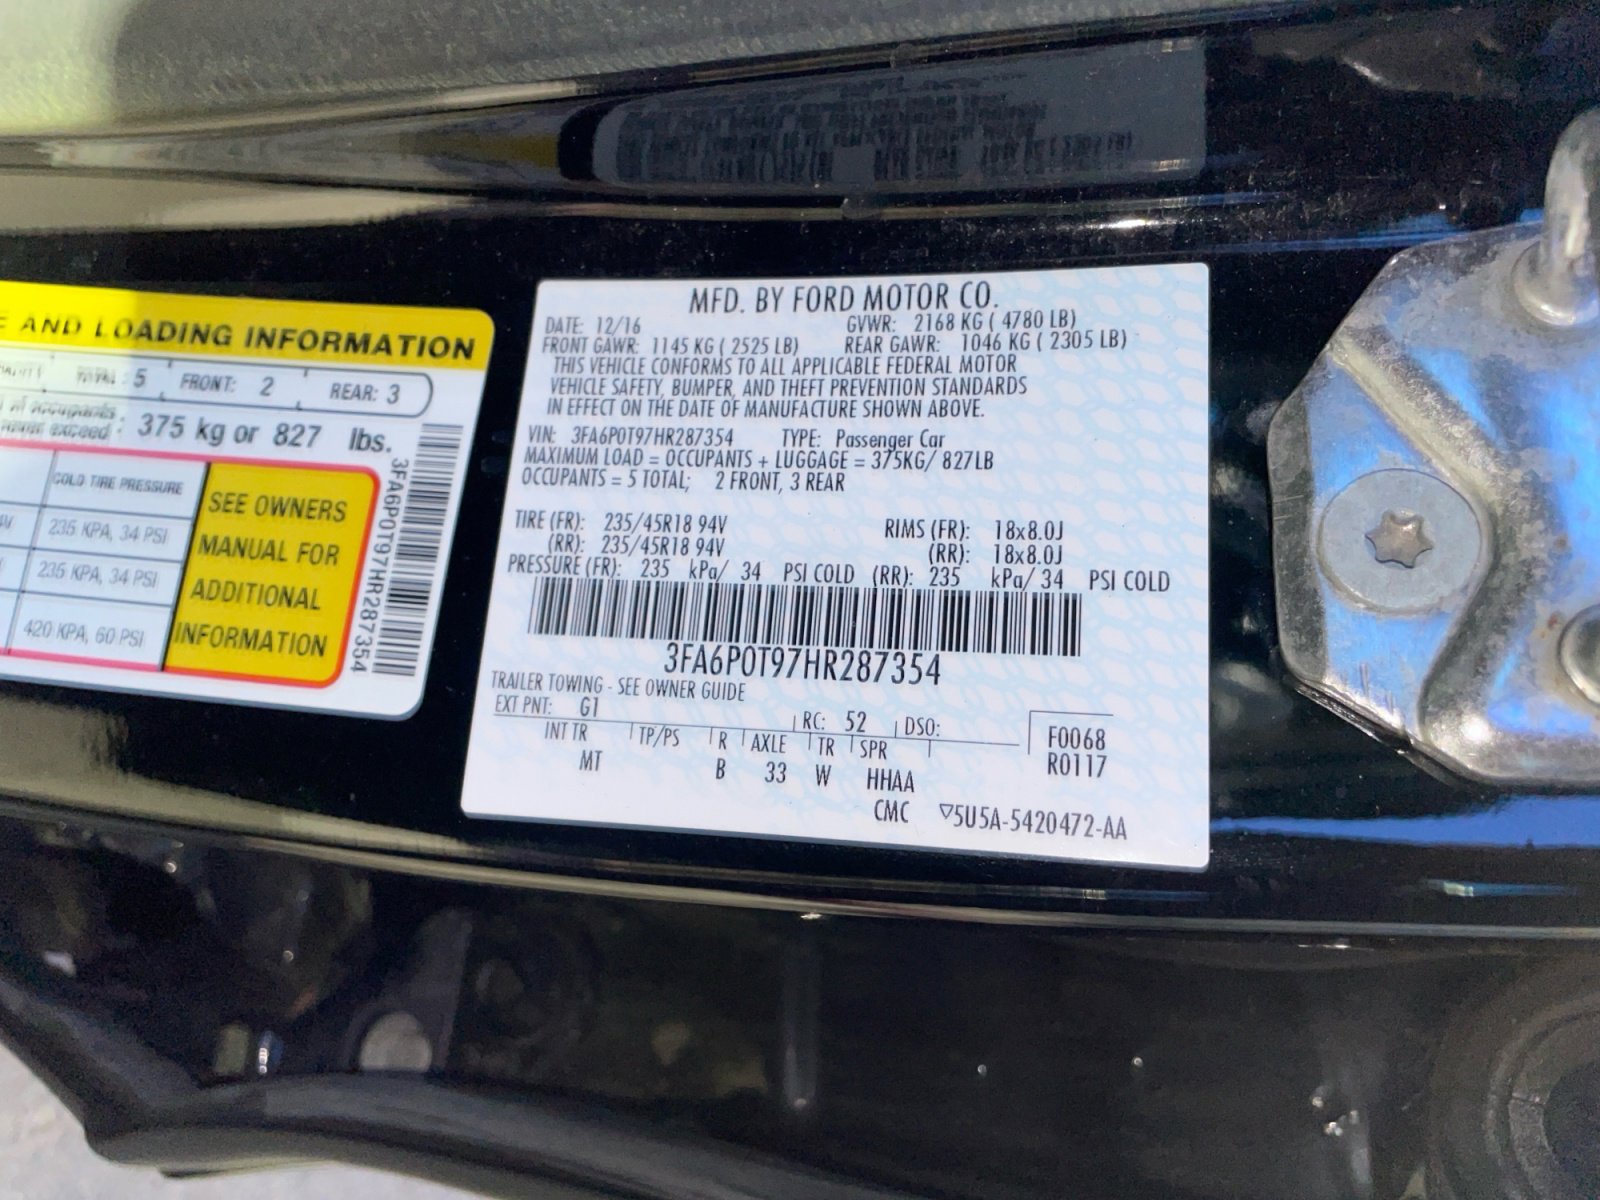 E AND LOADING INFORMATION
TOTAL: 5 FRONT: 2 REAR: 3
of occupants
never exceed : 375 kg or 827 lbs.
COLD TIRE PRESSURE
235 KPA, 34 PSI
235 KPA, 34 PSI
420 KPA, 60 PSI
SEE OWNERS
MANUAL FOR
ADDITIONAL
INFORMATION
3FA6P0T97HR287354
MFD. BY FORD MOTOR CO.
DATE: 12/16 GVWR: 2168 KG ( 4780 LB)
FRONT GAWR: 1145 KG ( 2525 LB) REAR GAWR: 1046 KG ( 2305 LB)
THIS VEHICLE CONFORMS TO ALL APPLICABLE FEDERAL MOTOR
VEHICLE SAFETY, BUMPER, AND THEFT PREVENTION STANDARDS
IN EFFECT ON THE DATE OF MANUFACTURE SHOWN ABOVE.
VIN: 3FA6P0T97HR287354 TYPE: Passenger Car
MAXIMUM LOAD = OCCUPANTS + LUGGAGE = 375KG/ 827LB
OCCUPANTS = 5 TOTAL; 2 FRONT, 3 REAR
TIRE (FR): 235/45R18 94V RIMS (FR): 18x8.0J
(RR): 235/45R18 94V (RR): 18x8.0J
PRESSURE (FR): 235 kPa/ 34 PSI COLD (RR): 235 kPa/ 34 PSI COLD
3FA6P0T97HR287354
TRAILER TOWING - SEE OWNER GUIDE
EXT PNT: G1 RC: 52 DSO:
INT TR TP/PS R AXLE TR SPR
MT B 33 W HHAA
F0068
R0117
CMC ▽5U5A-5420472-AA